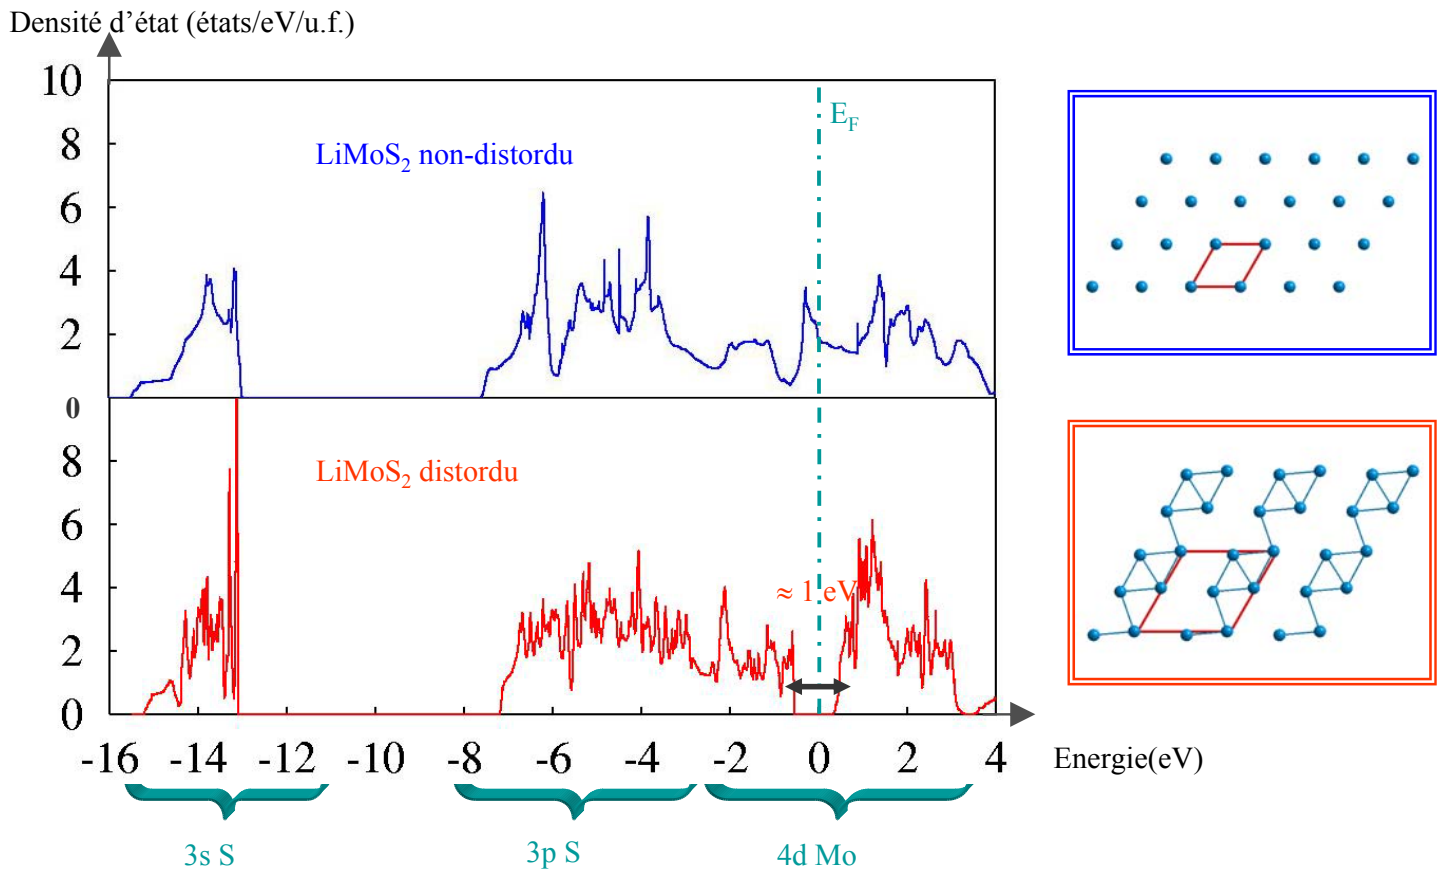 Densité d'état (états/eV/u.f.)
10
8
6
4
2
0
E_F
LiMoS₂ non-distordu
8
6
4
2
0
LiMoS₂ distordu
≈ 1 eV
-16 -14 -12 -10 -8 -6 -4 -2 0 2 4
Energie(eV)
3s S
3p S
4d Mo